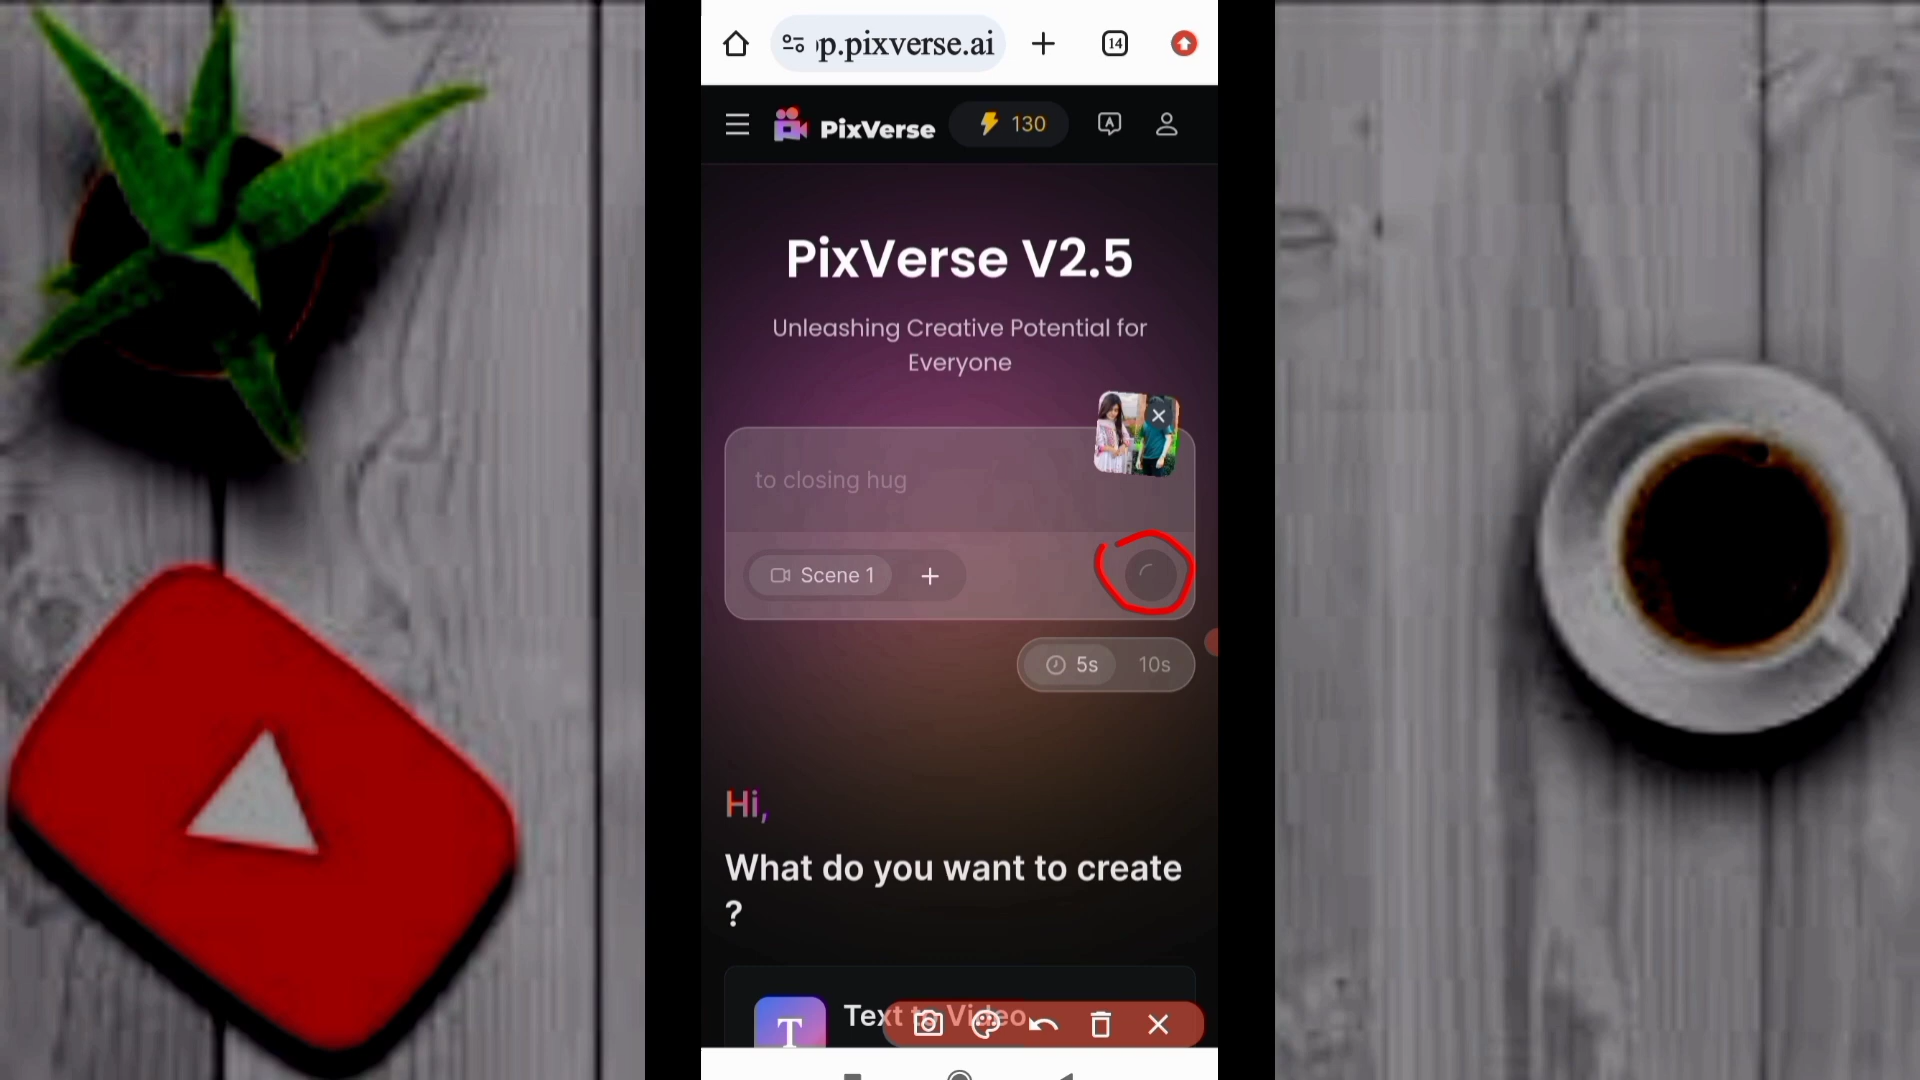 p.pixverse.ai
14
PixVerse
130
A
PixVerse V2.5
Unleashing Creative Potential for
Everyone
to closing hug
Scene 1
5s
10s
Hi,
What do you want to create
?
T
Text to Video